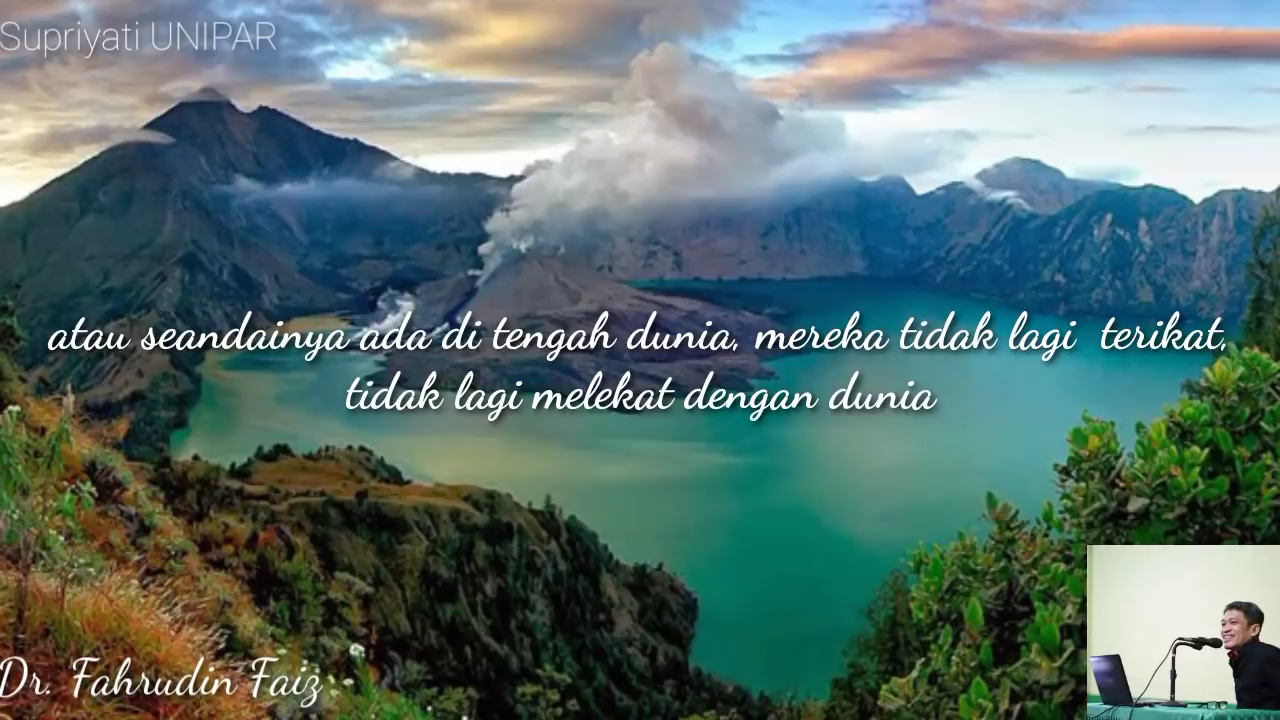 Supriyati UNIPAR
atau seandainya ada di tengah dunia, mereka tidak lagi terikat,
tidak lagi melekat dengan dunia
Dr. Fahrudin Faiz